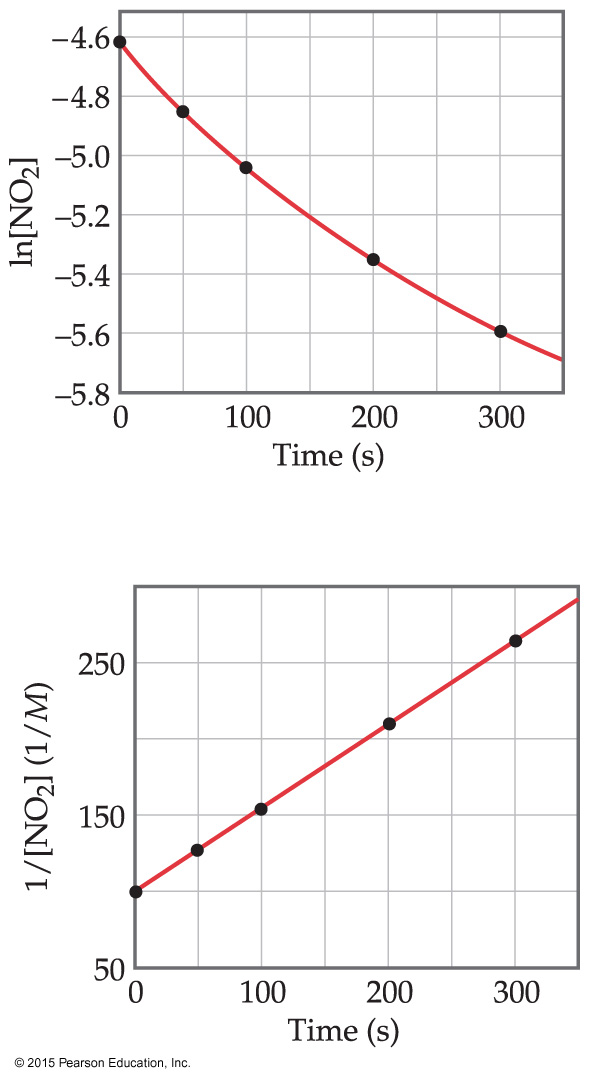 −4.6
−4.8
−5.0
−5.2
−5.4
−5.6
−5.8
ln[NO₂]
0 100 200 300
Time (s)
250
150
50
1/[NO₂] (1/M)
0 100 200 300
Time (s)
© 2015 Pearson Education, Inc.